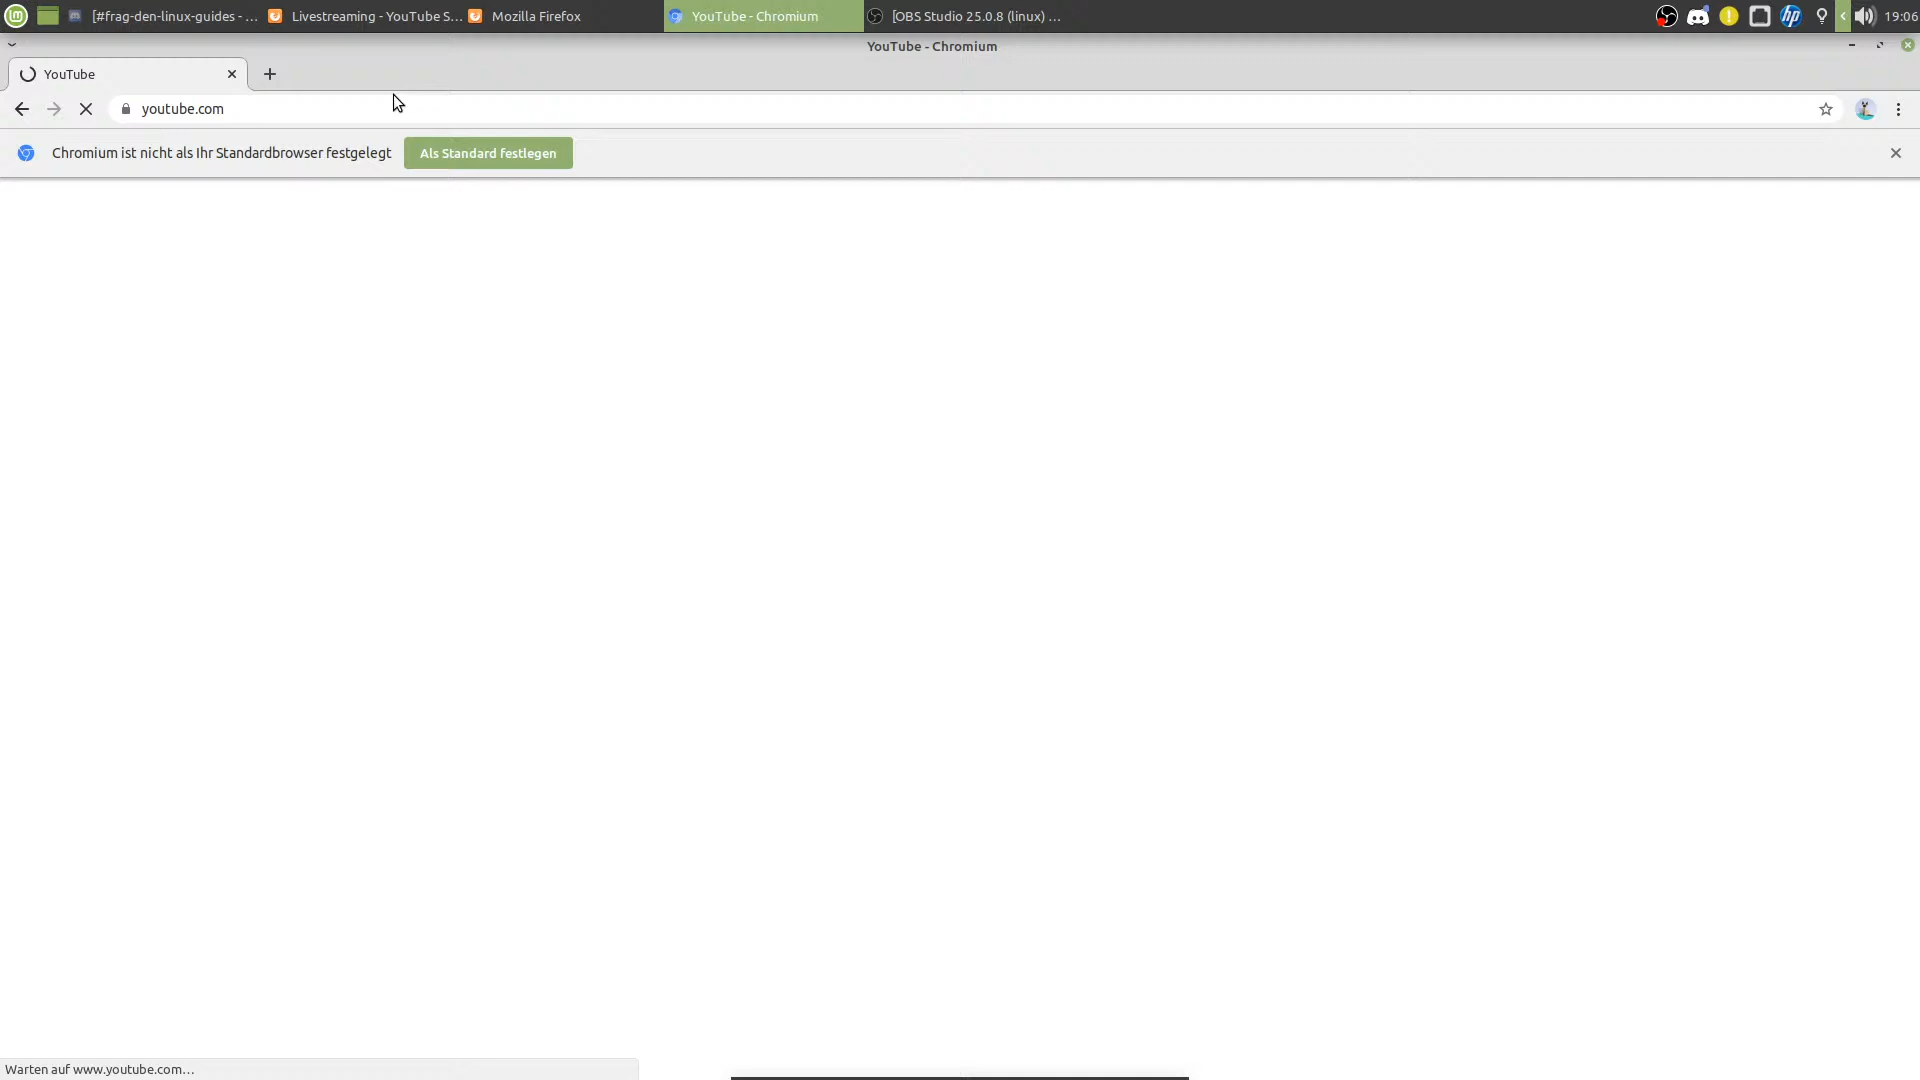 [#frag-den-linux-guides - ...
Livestreaming - YouTube S...
Mozilla Firefox
YouTube - Chromium
[OBS Studio 25.0.8 (linux) ...
hp
19:06
YouTube - Chromium
YouTube
youtube.com
Chromium ist nicht als Ihr Standardbrowser festgelegt
Als Standard festlegen
Warten auf www.youtube.com...